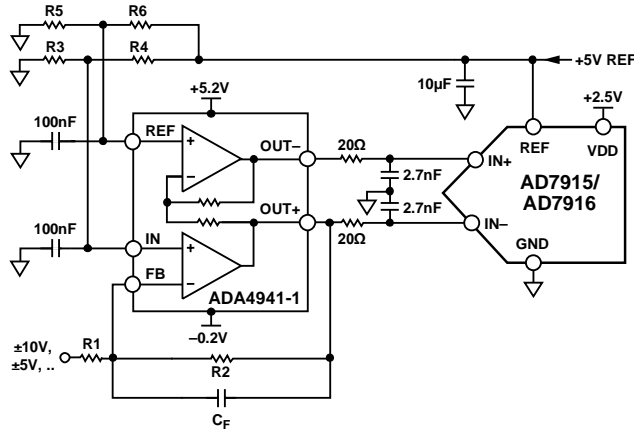 R5
R6
R3
R4
+5V REF
10µF
+5.2V
+2.5V
100nF
REF
OUT−
20Ω
REF
VDD
IN+
2.7nF
AD7915/
AD7916
2.7nF
100nF
OUT+
IN−
IN
20Ω
GND
FB
ADA4941-1
−0.2V
±10V,
±5V, ..
R1
R2
CF